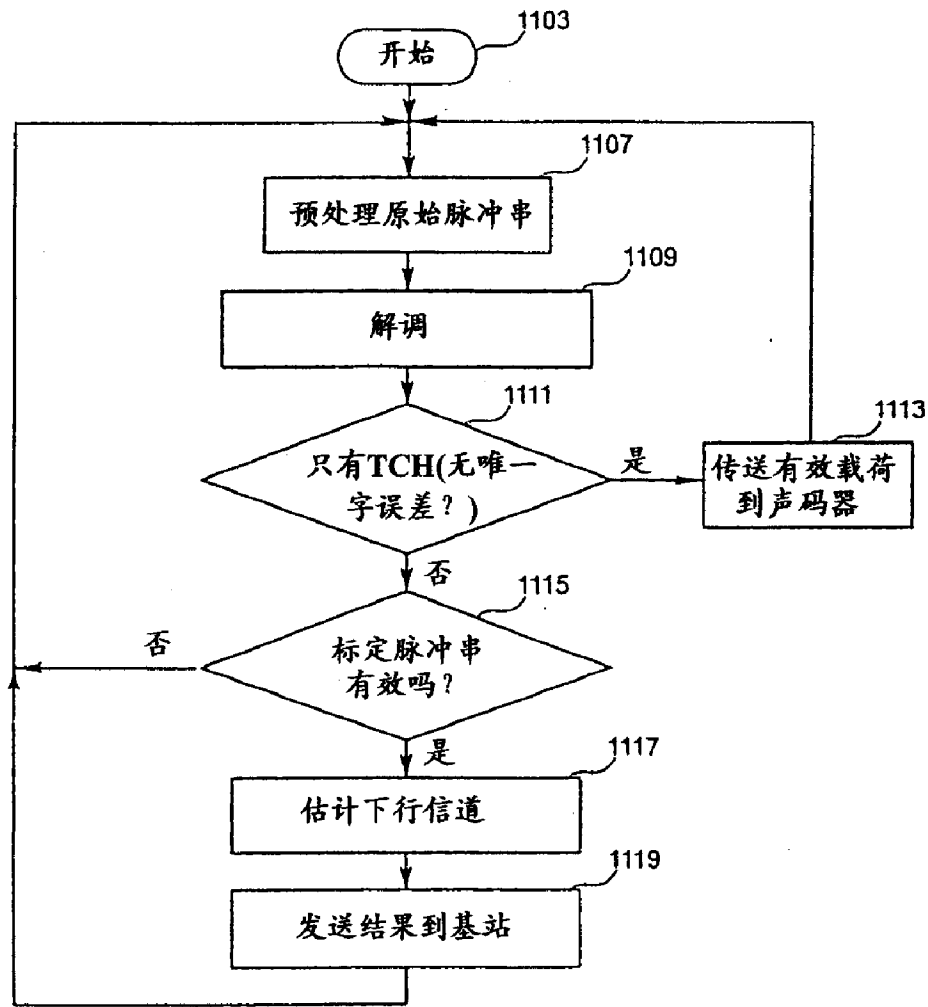 1103
开始
1107
预处理原始脉冲串
1109
解调
1111
只有TCH(无唯一
字误差？)
是
1113
传送有效载荷
到声码器
否
1115
标定脉冲串
有效吗？
否
是
1117
估计下行信道
1119
发送结果到基站